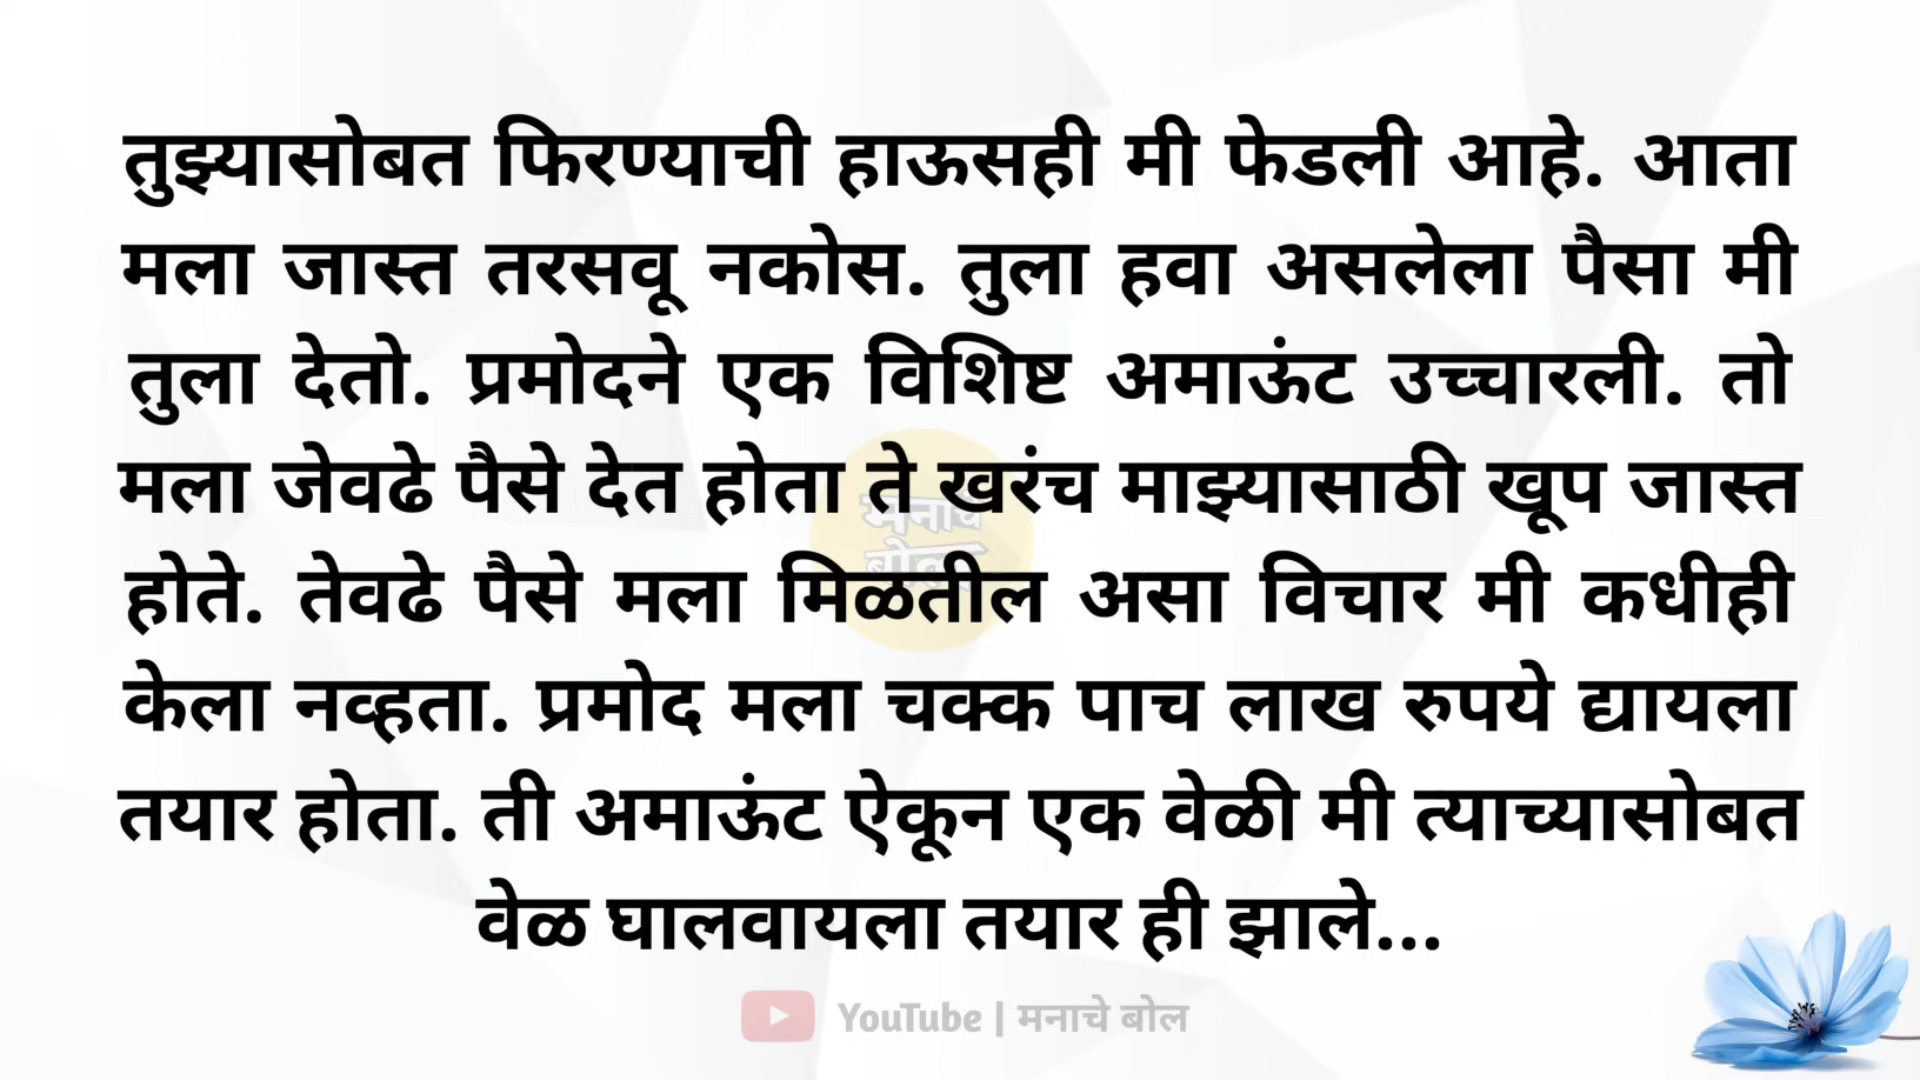 तुझ्यासोबत फिरण्याची हाऊसही मी फेडली आहे. आता
मला जास्त तरसवू नकोस. तुला हवा असलेला पैसा मी
तुला देतो. प्रमोदने एक विशिष्ट अमाऊंट उच्चारली. तो
मला जेवढे पैसे देत होता ते खरंच माझ्यासाठी खूप जास्त
होते. तेवढे पैसे मला मिळतील असा विचार मी कधीही
केला नव्हता. प्रमोद मला चक्क पाच लाख रुपये द्यायला
तयार होता. ती अमाऊंट ऐकून एक वेळी मी त्याच्यासोबत
वेळ घालवायला तयार ही झाले...
मनाचे
बोल
YouTube | मनाचे बोल